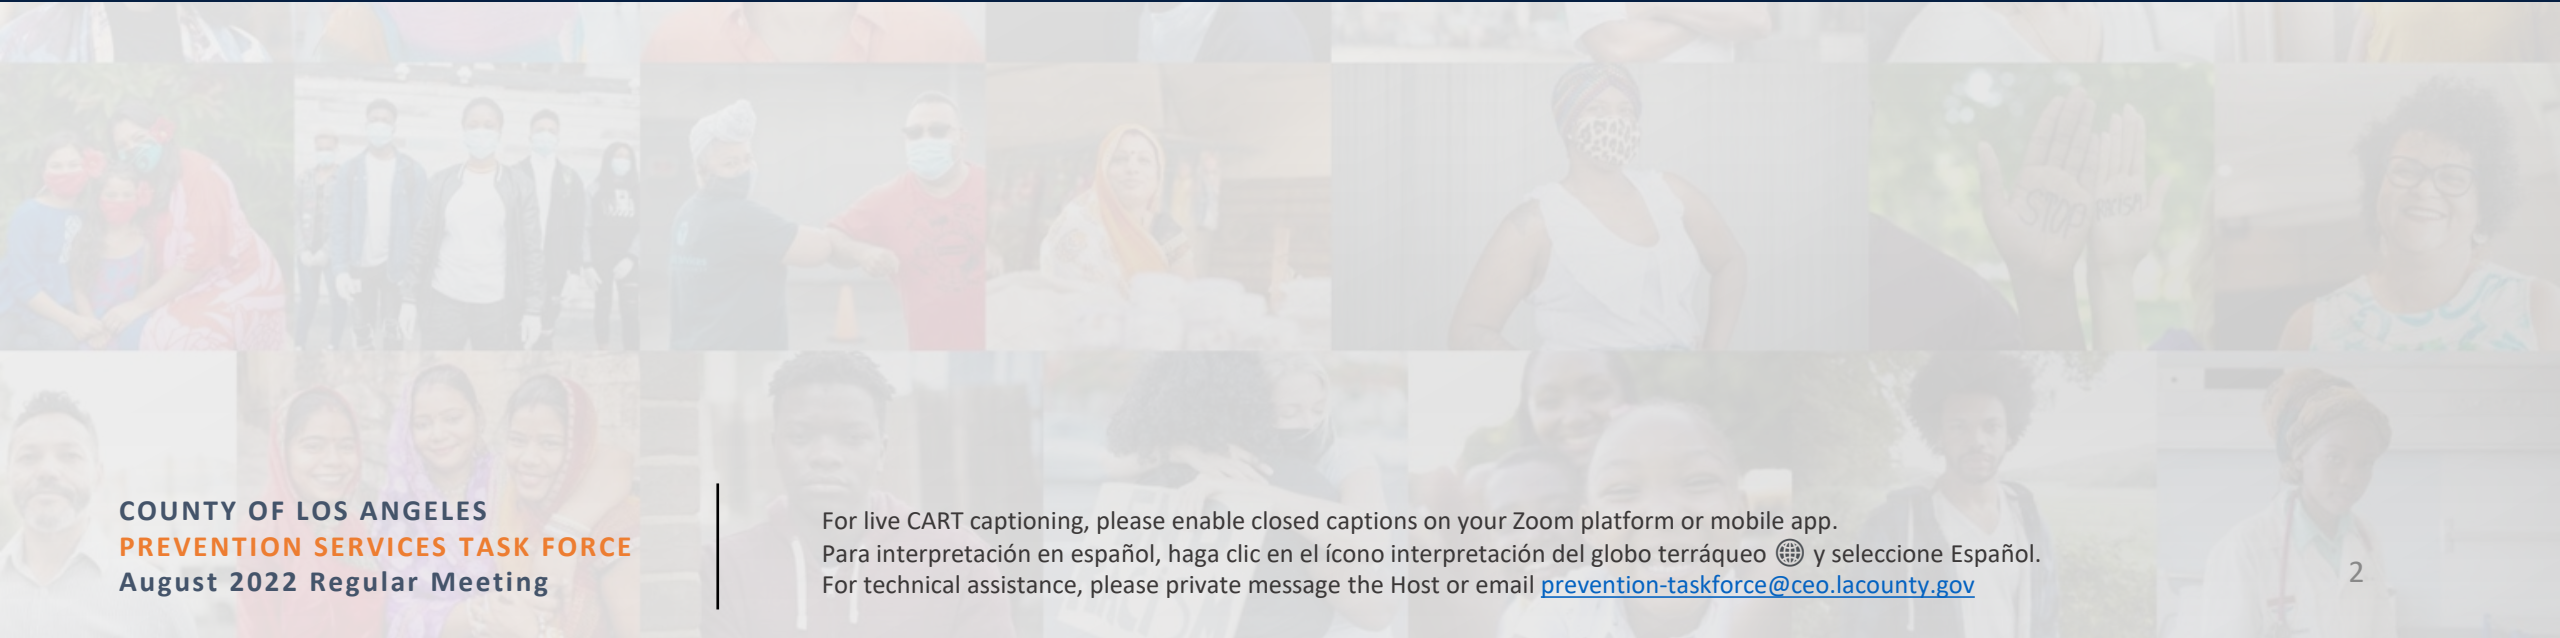 STOP racism
COUNTY OF LOS ANGELES
PREVENTION SERVICES TASK FORCE
August 2022 Regular Meeting
For live CART captioning, please enable closed captions on your Zoom platform or mobile app.
Para interpretación en español, haga clic en el ícono interpretación del globo terráqueo y seleccione Español.
For technical assistance, please private message the Host or email prevention-taskforce@ceo.lacounty.gov
2